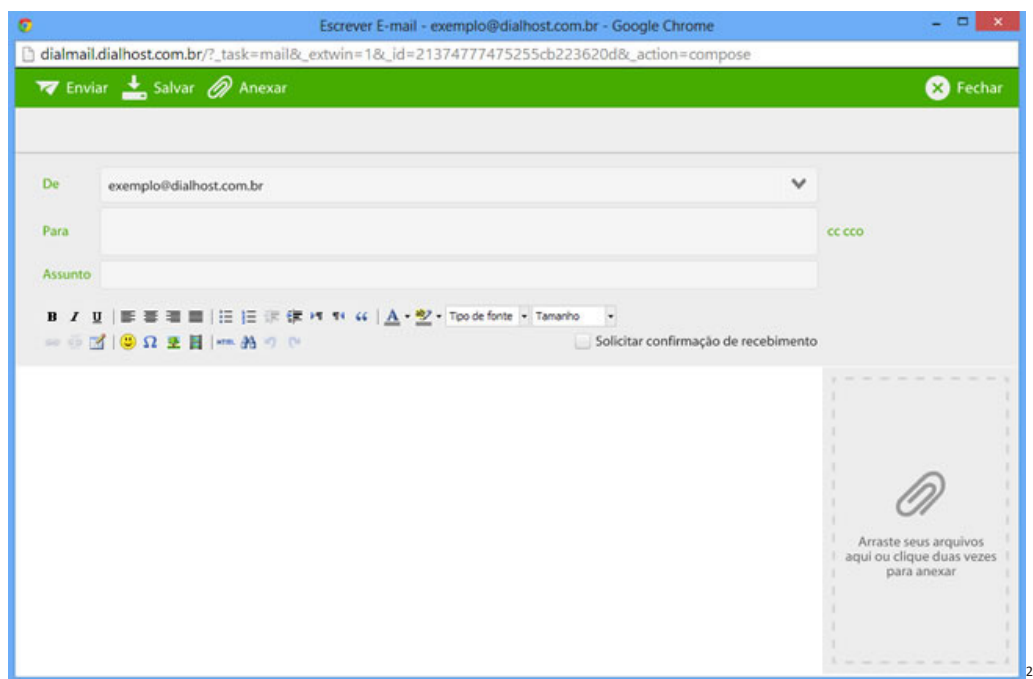 Escrever E-mail - exemplo@dialhost.com.br - Google Chrome
dialmail.dialhost.com.br/?_task=mail&_extwin=1&_id=21374777475255cb223620d&_action=compose
Enviar Salvar Anexar Fechar
De exemplo@dialhost.com.br
Para cc cco
Assunto
B I U A ab Tipo de fonte Tamanho
Ω HTML Solicitar confirmação de recebimento
Arraste seus arquivos
aqui ou clique duas vezes
para anexar
2